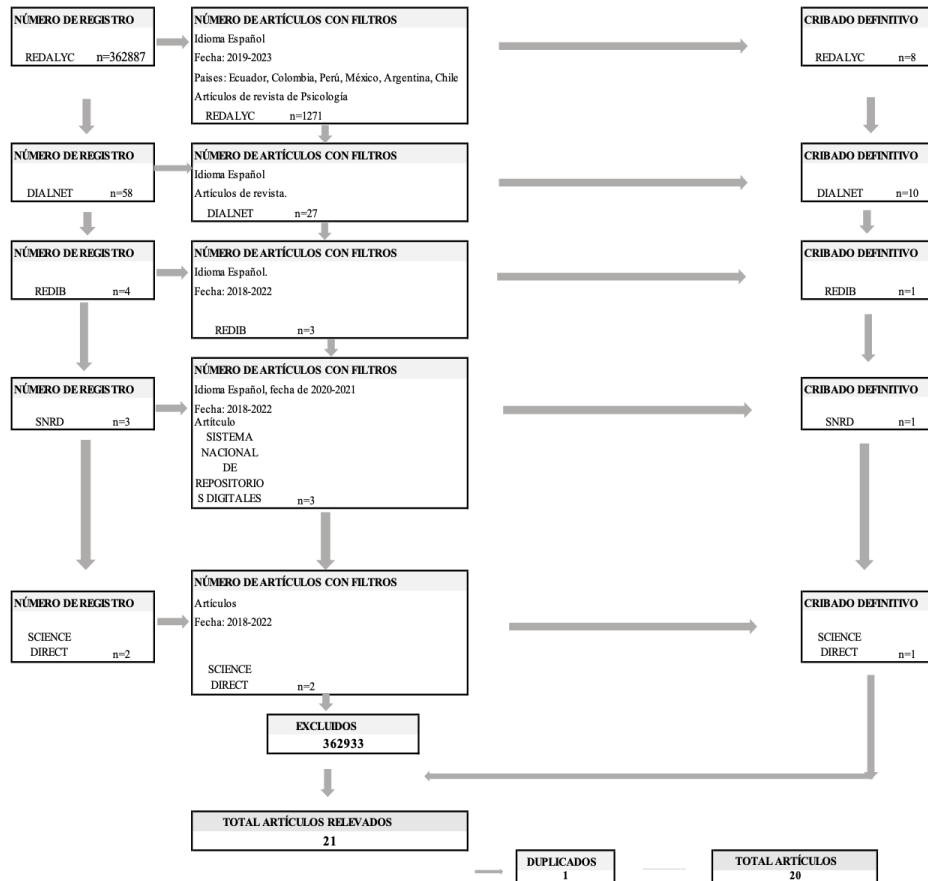 NÚMERO DE REGISTRO
REDALYC n=362887
NÚMERO DE ARTÍCULOS CON FILTROS
Idioma Español
Fecha: 2019-2023
Paises: Ecuador, Colombia, Perú, México, Argentina, Chile
Artículos de revista de Psicología
REDALYC n=1271
CRIBADO DEFINITIVO
REDALYC n=8
NÚMERO DE REGISTRO
DIALNET n=58
NÚMERO DE ARTÍCULOS CON FILTROS
Idioma Español
Artículos de revista.
DIALNET n=27
CRIBADO DEFINITIVO
DIALNET n=10
NÚMERO DE REGISTRO
REDIB n=4
NÚMERO DE ARTÍCULOS CON FILTROS
Idioma Español.
Fecha: 2018-2022
REDIB n=3
CRIBADO DEFINITIVO
REDIB n=1
NÚMERO DE REGISTRO
SNRD n=3
NÚMERO DE ARTÍCULOS CON FILTROS
Idioma Español, fecha de 2020-2021
Fecha: 2018-2022
Artítculo
SISTEMA
NACIONAL
DE
REPOSITORIO
S DIGITALES n=3
CRIBADO DEFINITIVO
SNRD n=1
NÚMERO DE REGISTRO
SCIENCE
DIRECT n=2
NÚMERO DE ARTÍCULOS CON FILTROS
Artículos
Fecha: 2018-2022
SCIENCE
DIRECT n=2
CRIBADO DEFINITIVO
SCIENCE
DIRECT n=1
EXCLUIDOS
362933
TOTAL ARTÍCULOS RELEVADOS
21
DUPLICADOS
1
TOTAL ARTÍCULOS
20